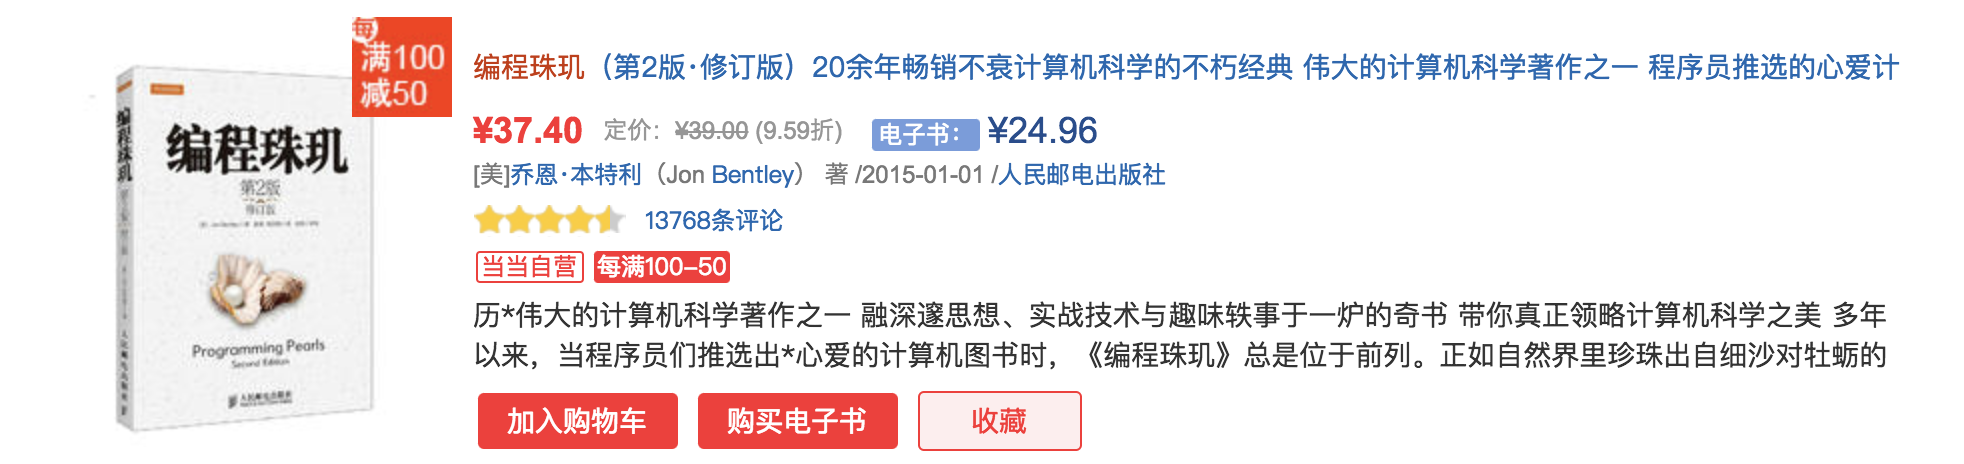 每
满100
减50
编程珠玑
编程珠玑
第2版
修订版
Programming Pearls
Second Edition
人民邮电出版社
编程珠玑（第2版·修订版）20余年畅销不衰计算机科学的不朽经典 伟大的计算机科学著作之一 程序员推选的心爱计
¥37.40 定价：¥39.00 (9.59折) 电子书：¥24.96
[美]乔恩·本特利（Jon Bentley） 著 /2015-01-01 /人民邮电出版社
13768条评论
当当自营 每满100-50
历*伟大的计算机科学著作之一 融深邃思想、实战技术与趣味轶事于一炉的奇书 带你真正领略计算机科学之美 多年
以来，当程序员们推选出*心爱的计算机图书时，《编程珠玑》总是位于前列。正如自然界里珍珠出自细沙对牡蛎的
加入购物车 购买电子书 收藏